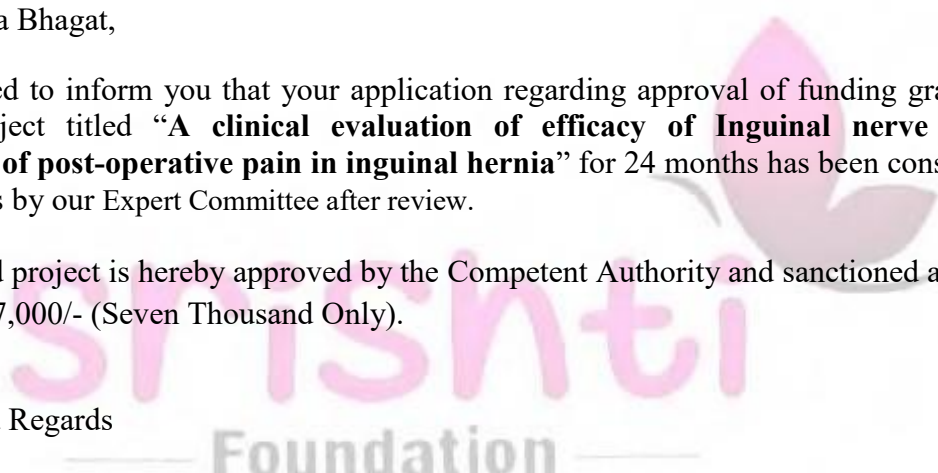 a Bhagat,
ed to inform you that your application regarding approval of funding gra
ject titled “A clinical evaluation of efficacy of Inguinal nerve
of post-operative pain in inguinal hernia” for 24 months has been cons
s by our Expert Committee after review.
d project is hereby approved by the Competent Authority and sanctioned a
7,000/- (Seven Thousand Only).
srishti
. Regards
Foundation